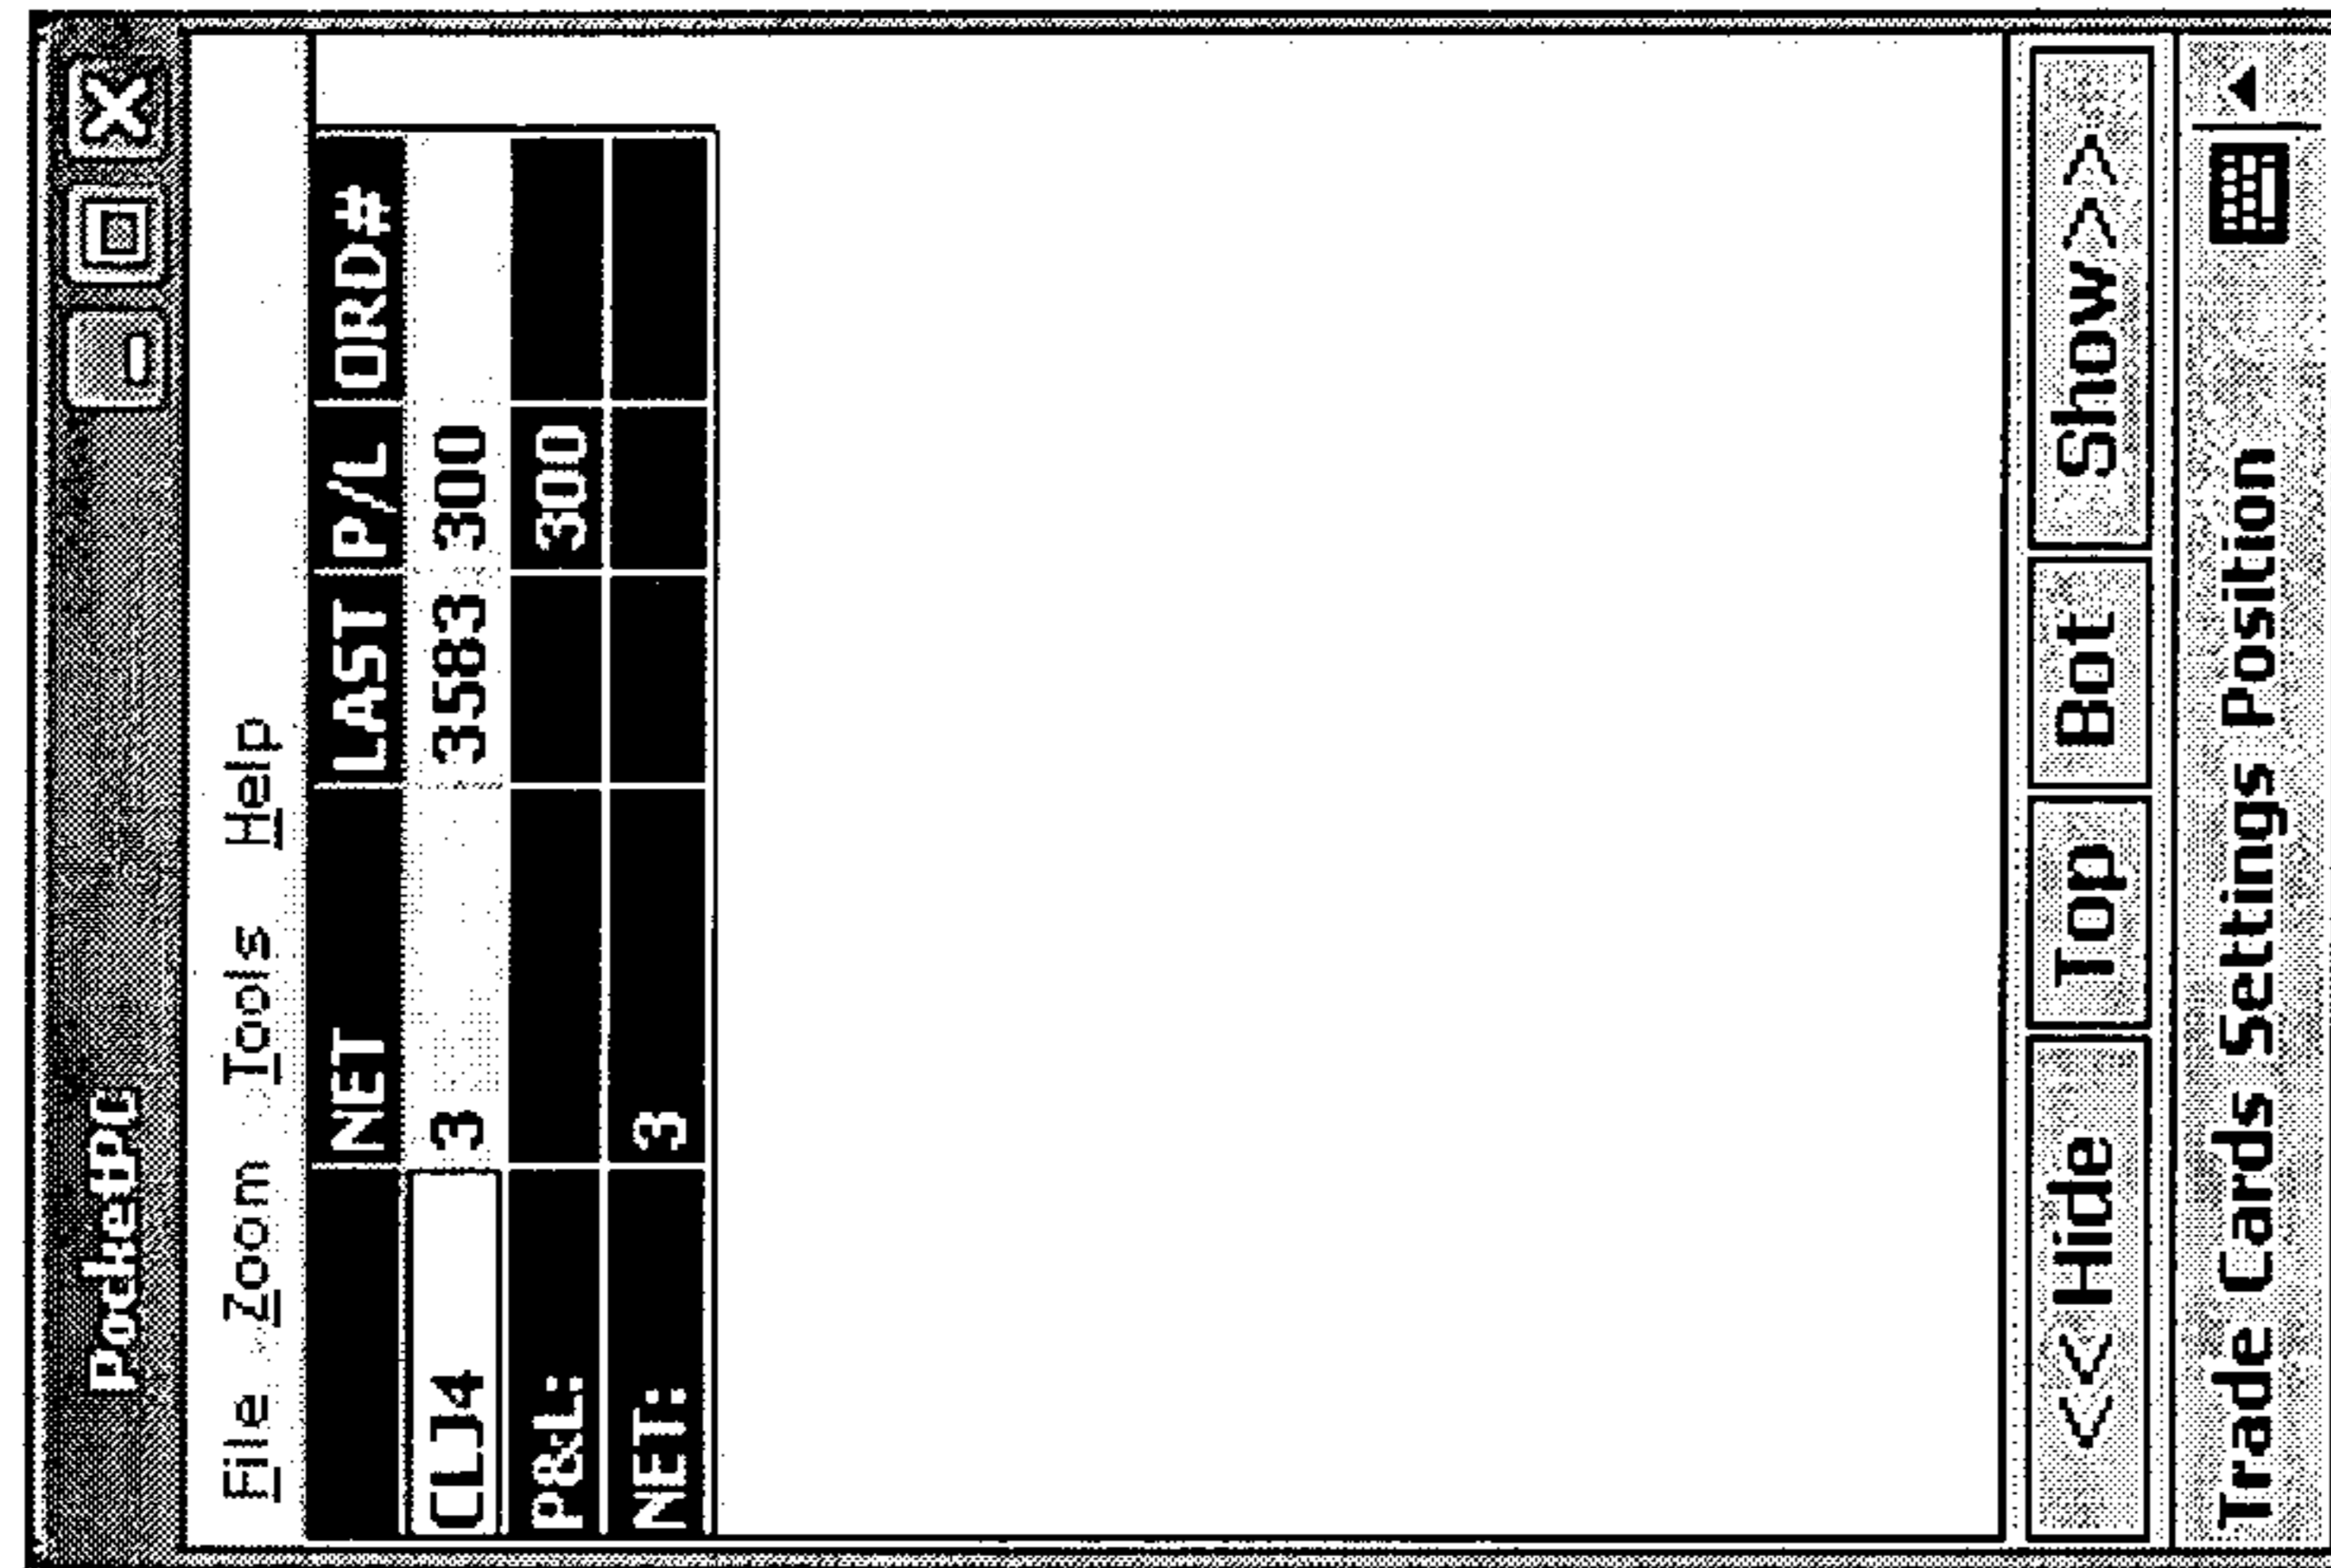 PocketPC
File Zoom Tools Help
NET LAST P/L ORD#
CLJ4 3 3583 300
P&L: 300
NET: 3
<<Hide Top Bot Show>>
Trade Cards Settings Position